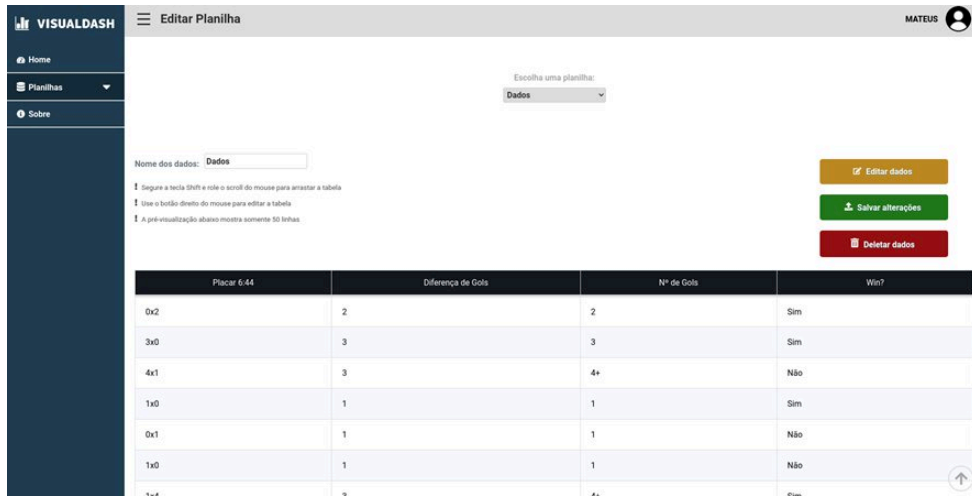 VISUALDASH
Editar Planilha
MATEUS
Home
Planilhas
Sobre
Escolha uma planilha:
Dados
Nome dos dados: Dados
! Segure a tecla Shift e role o scroll do mouse para arrastar a tabela
! Use o botão direito do mouse para editar a tabela
! A pré-visualização abaixo mostra somente 50 linhas
Editar dados
Salvar alterações
Deletar dados
Placar 6:44 Diferença de Gols Nº de Gols Win?
0x2 2 2 Sim
3x0 3 3 Sim
4x1 3 4+ Não
1x0 1 1 Sim
0x1 1 1 Não
1x0 1 1 Não
1x4 3 4+ Sim